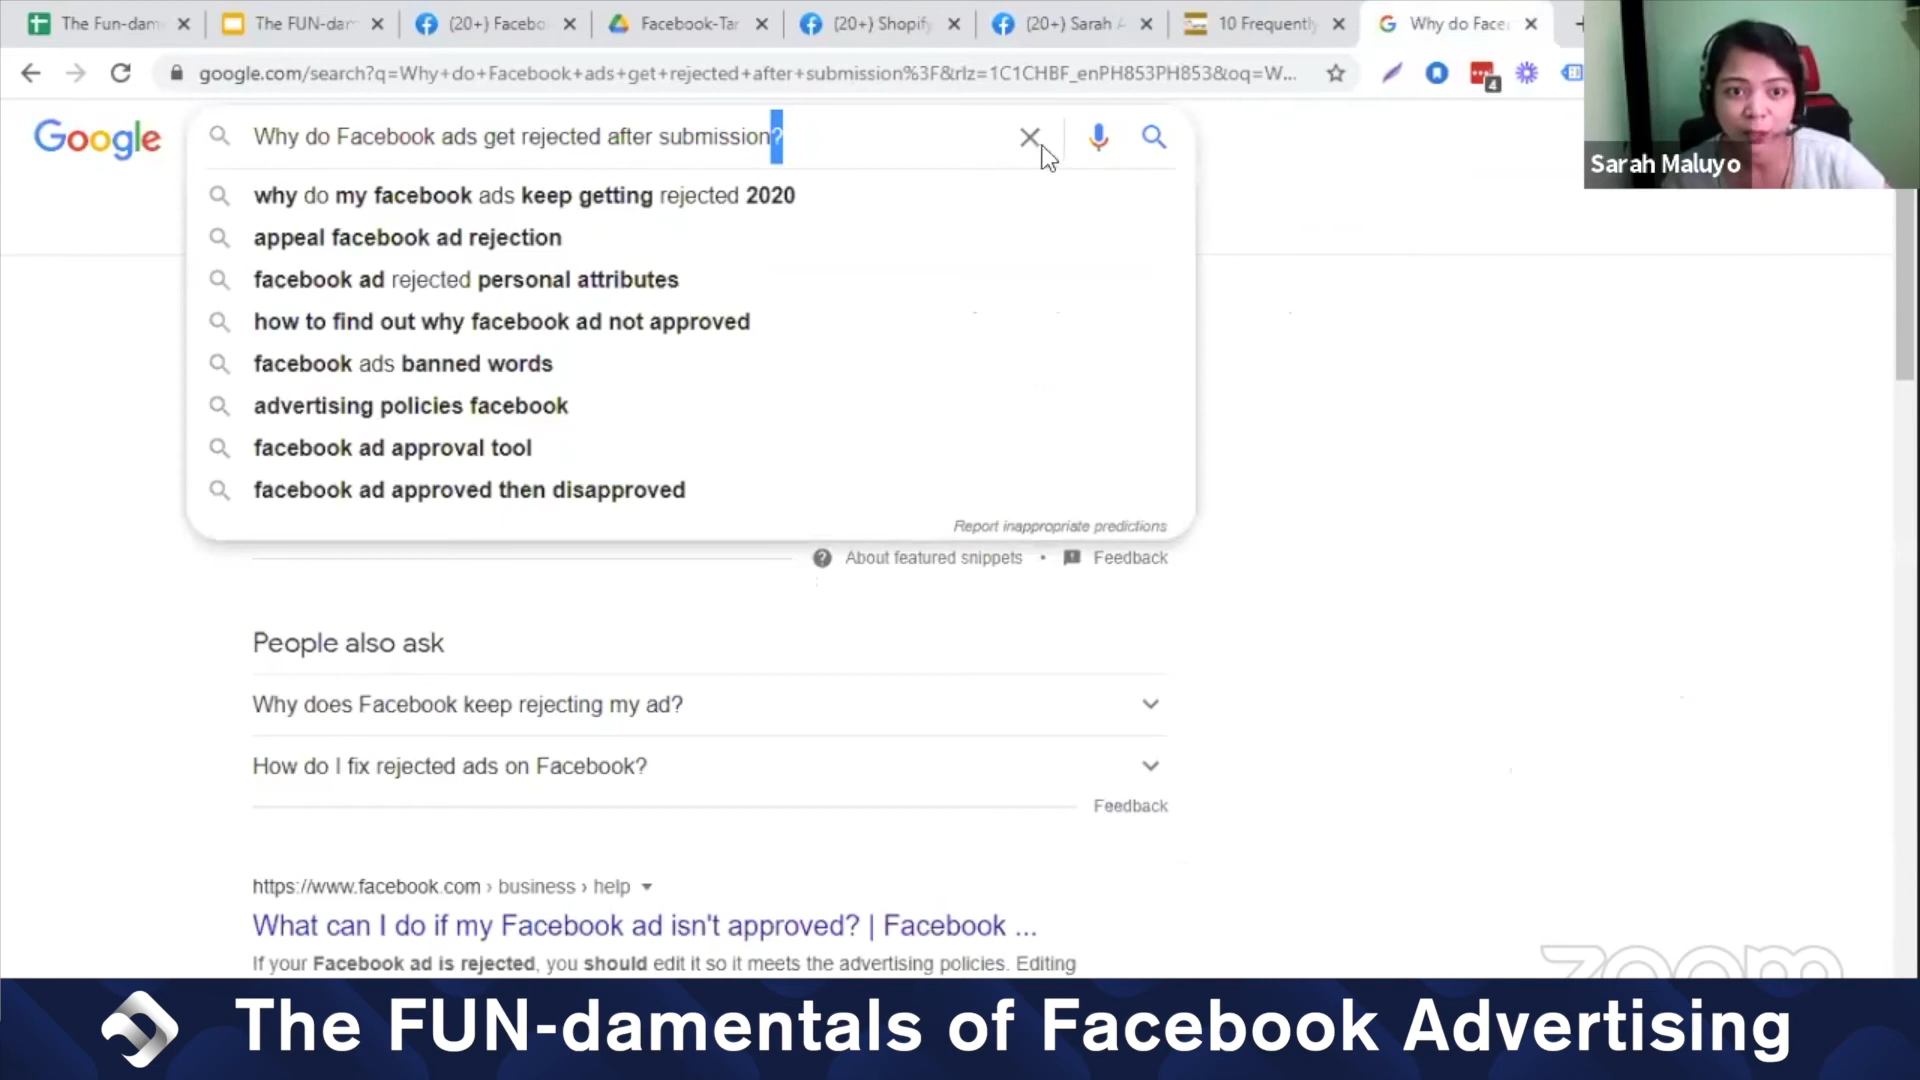 The Fun-dam
The FUN-dar
(20+) Facebo
Facebook-Tar
(20+) Shopify
(20+) Sarah A
10 Frequently
Why do Face
google.com/search?q=Why+do+Facebook+ads+get+rejected+after+submission%3F&rlz=1C1CHBF_enPH853PH853&oq=W...
4
Sarah Maluyo
Google
Why do Facebook ads get rejected after submission?
why do my facebook ads keep getting rejected 2020
appeal facebook ad rejection
facebook ad rejected personal attributes
how to find out why facebook ad not approved
facebook ads banned words
advertising policies facebook
facebook ad approval tool
facebook ad approved then disapproved
Report inappropriate predictions
About featured snippets • Feedback
People also ask
Why does Facebook keep rejecting my ad?
How do I fix rejected ads on Facebook?
Feedback
https://www.facebook.com › business › help
What can I do if my Facebook ad isn't approved? | Facebook ...
If your Facebook ad is rejected, you should edit it so it meets the advertising policies. Editing
zoom
The FUN-damentals of Facebook Advertising